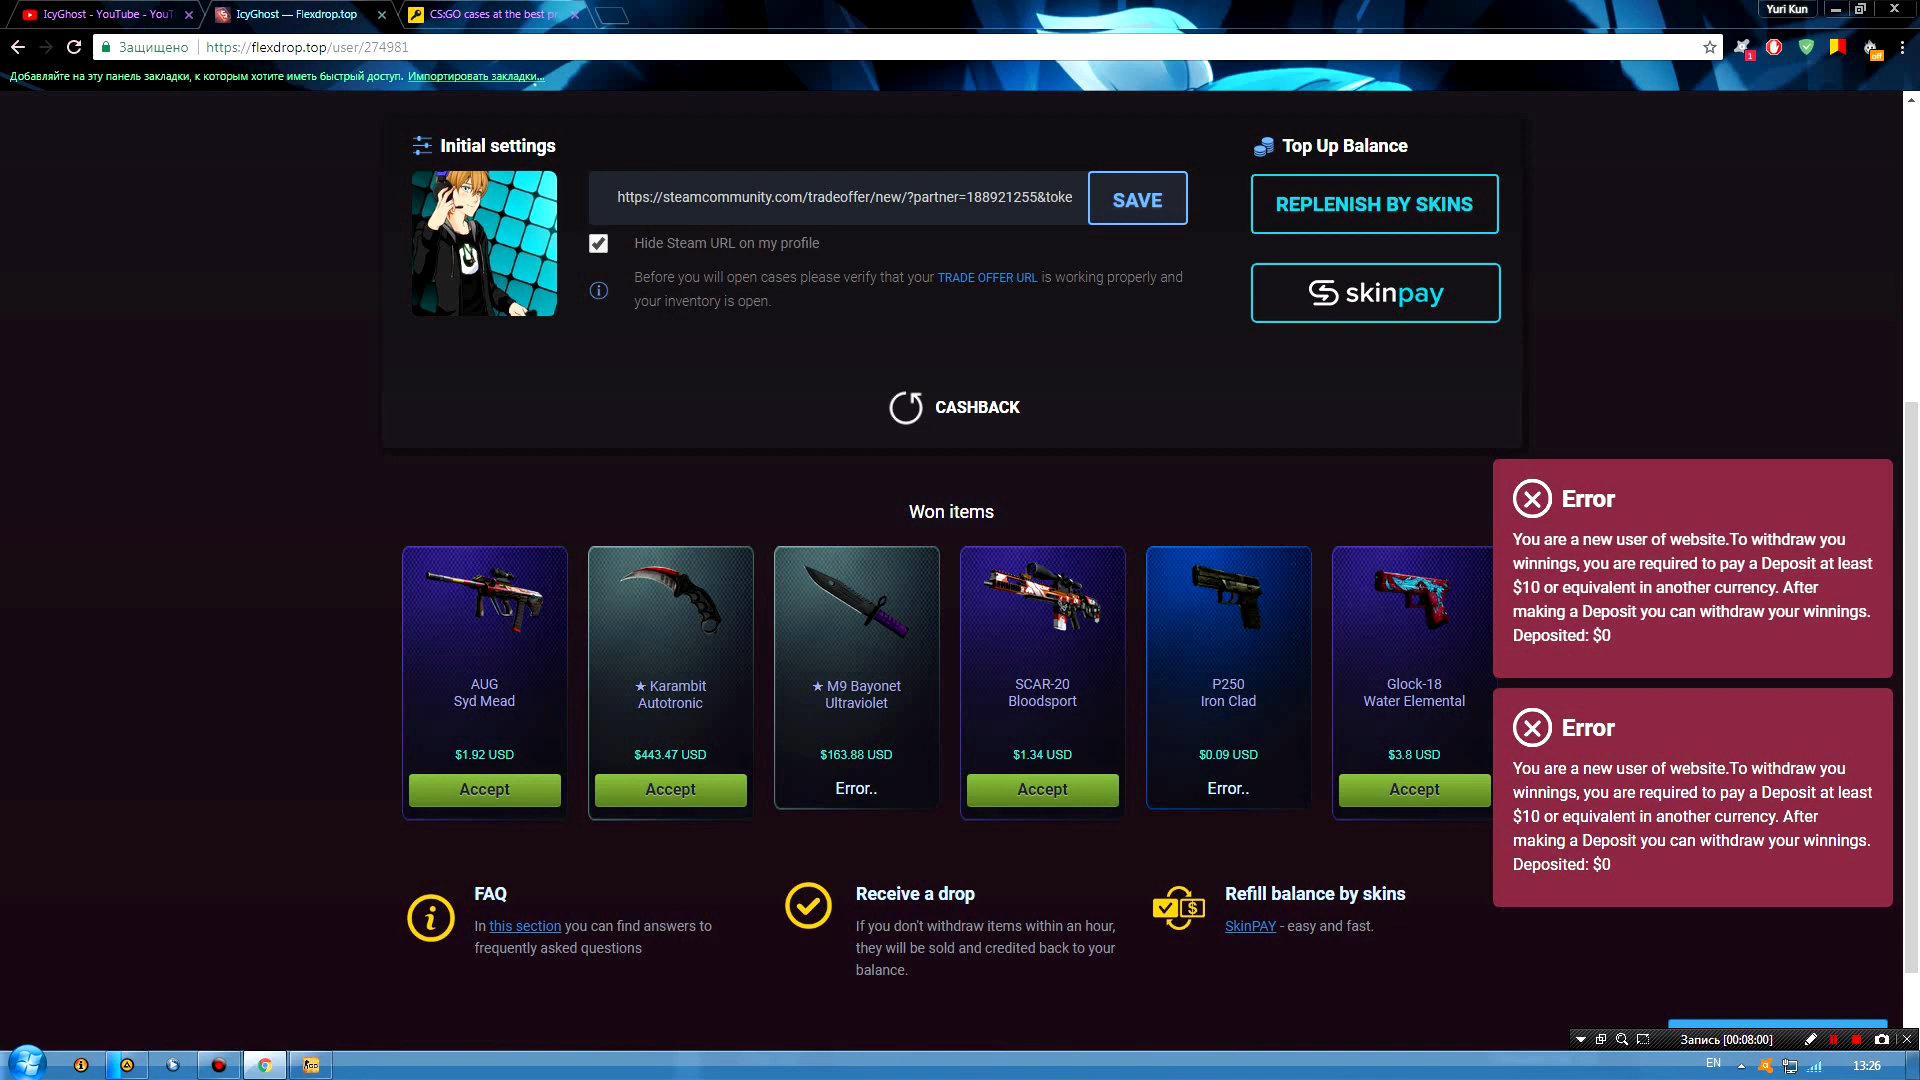 IcyGhost - YouTube - YouT
IcyGhost — Flexdrop.top
CS:GO cases at the best pr
Yuri Kun
Защищено
https://flexdrop.top/user/274981
1
off
Добавляйте на эту панель закладки, к которым хотите иметь быстрый доступ. Импортировать закладки...
Initial settings
Top Up Balance
https://steamcommunity.com/tradeoffer/new/?partner=188921255&toke
SAVE
REPLENISH BY SKINS
Hide Steam URL on my profile
Before you will open cases please verify that your TRADE OFFER URL is working properly and
your inventory is open.
skinpay
CASHBACK
Won items
AUG
Syd Mead
$1.92 USD
Accept
★ Karambit
Autotronic
$443.47 USD
Accept
★ M9 Bayonet
Ultraviolet
$163.88 USD
Error..
SCAR-20
Bloodsport
$1.34 USD
Accept
P250
Iron Clad
$0.09 USD
Error..
Glock-18
Water Elemental
$3.8 USD
Accept
Error
You are a new user of website.To withdraw you
winnings, you are required to pay a Deposit at least
$10 or equivalent in another currency. After
making a Deposit you can withdraw your winnings.
Deposited: $0
Error
You are a new user of website.To withdraw you
winnings, you are required to pay a Deposit at least
$10 or equivalent in another currency. After
making a Deposit you can withdraw your winnings.
Deposited: $0
FAQ
In this section you can find answers to
frequently asked questions
Receive a drop
If you don't withdraw items within an hour,
they will be sold and credited back to your
balance.
Refill balance by skins
SkinPAY - easy and fast.
Запись [00:08:00]
EN
13:26